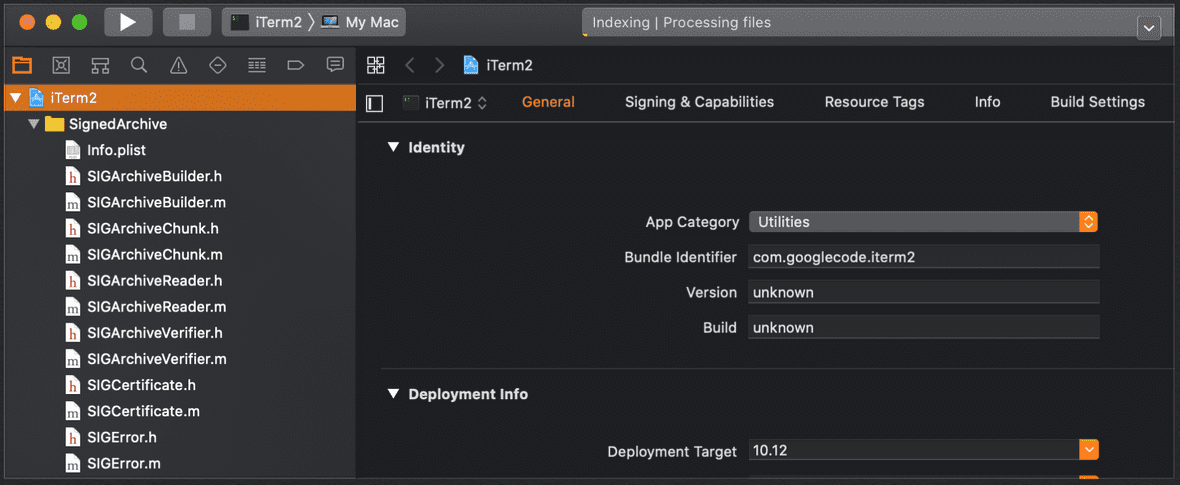 iTerm2 〉 My Mac
Indexing | Processing files
iTerm2
iTerm2
SignedArchive
Info.plist
SIGArchiveBuilder.h
SIGArchiveBuilder.m
SIGArchiveChunk.h
SIGArchiveChunk.m
SIGArchiveReader.h
SIGArchiveReader.m
SIGArchiveVerifier.h
SIGArchiveVerifier.m
SIGCertificate.h
SIGCertificate.m
SIGError.h
SIGError.m
iTerm2 General Signing & Capabilities Resource Tags Info Build Settings
Identity
App Category Utilities
Bundle Identifier com.googlecode.iterm2
Version unknown
Build unknown
Deployment Info
Deployment Target 10.12